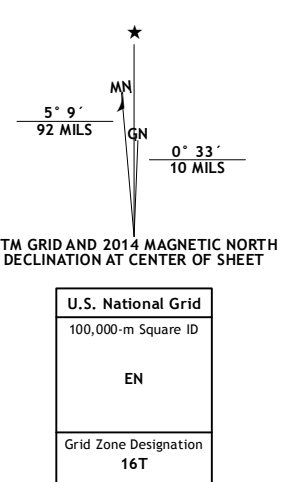 ★
MN
5° 9´
92 MILS
GN
0° 33´
10 MILS
TM GRID AND 2014 MAGNETIC NORTH
DECLINATION AT CENTER OF SHEET
U.S. National Grid
100,000-m Square ID
EN
Grid Zone Designation
16T